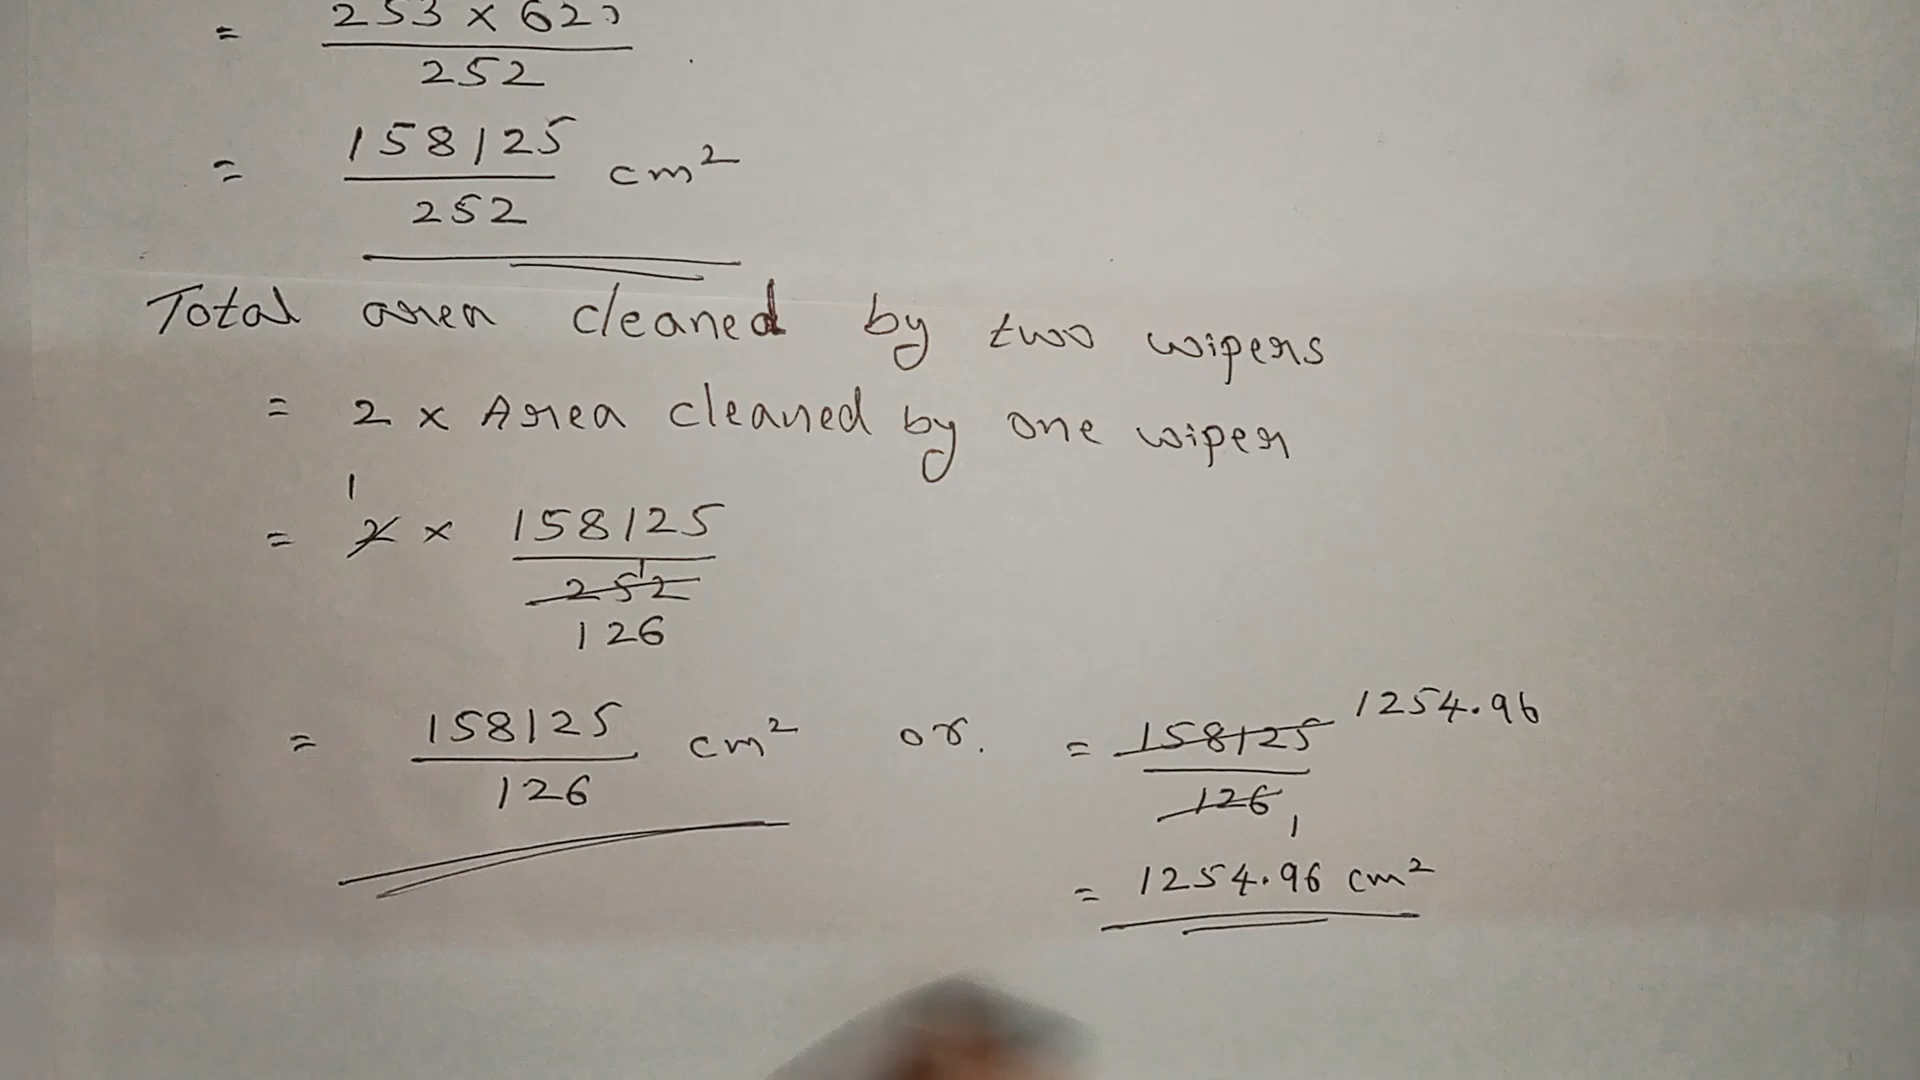 = 253 × 62
252
= 158125 cm²
252
Total area cleaned by two wipers
= 2 × Area cleaned by one wiper
1
= 2 × 158125
252
126
= 158125 cm² or. = 158125 1254.96
126 126 1
= 1254.96 cm²